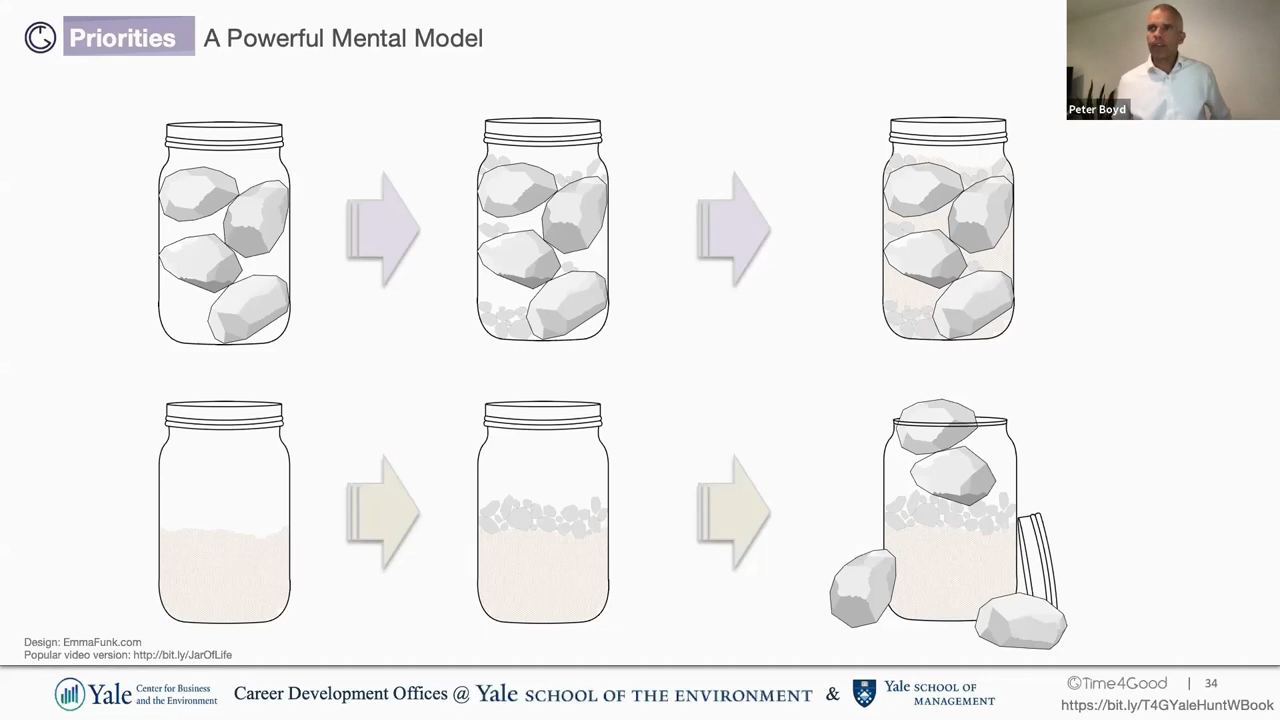 Priorities A Powerful Mental Model
Peter Boyd
Design: EmmaFunk.com
Popular video version: http://bit.ly/JarOfLife
Yale Center for Business and the Environment
Career Development Offices @ Yale SCHOOL OF THE ENVIRONMENT &
Yale SCHOOL OF MANAGEMENT
©Time4Good | 34
https://bit.ly/T4GYaleHuntWBook